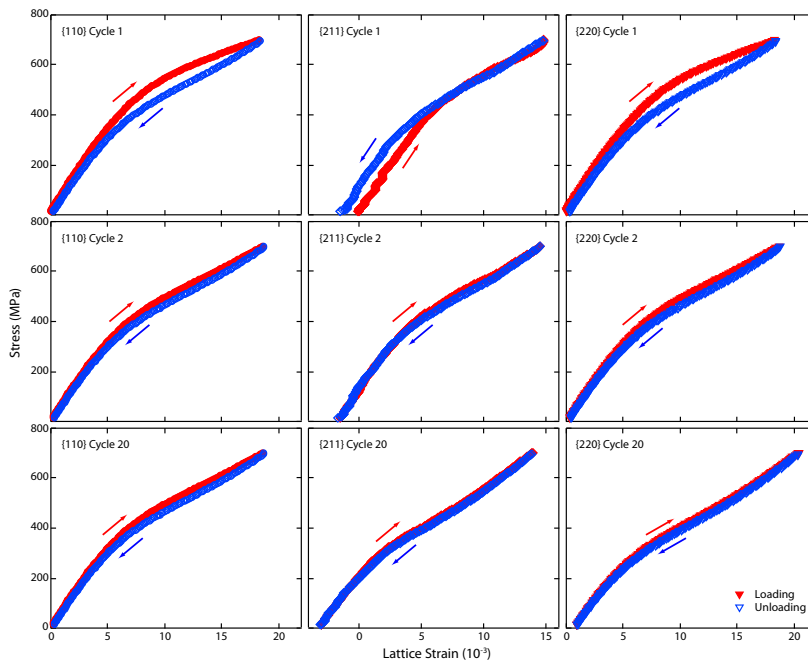 800
600
400
200
{110} Cycle 1
{211} Cycle 1
{220} Cycle 1
800
600
400
200
{110} Cycle 2
{211} Cycle 2
{220} Cycle 2
Stress (MPa)
800
600
400
200
0
{110} Cycle 20
{211} Cycle 20
{220} Cycle 20
Loading
Unloading
0 5 10 15 20
0 5 10 15
0 5 10 15 20
Lattice Strain (10-3)